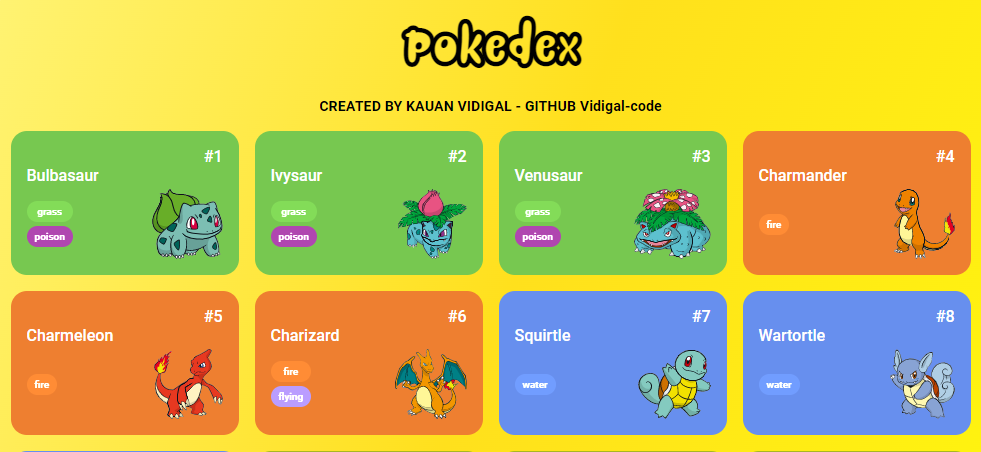 pokedex
CREATED BY KAUAN VIDIGAL - GITHUB Vidigal-code
#1
Bulbasaur
grass
poison
#2
Ivysaur
grass
poison
#3
Venusaur
grass
poison
#4
Charmander
fire
#5
Charmeleon
fire
#6
Charizard
fire
flying
#7
Squirtle
water
#8
Wartortle
water